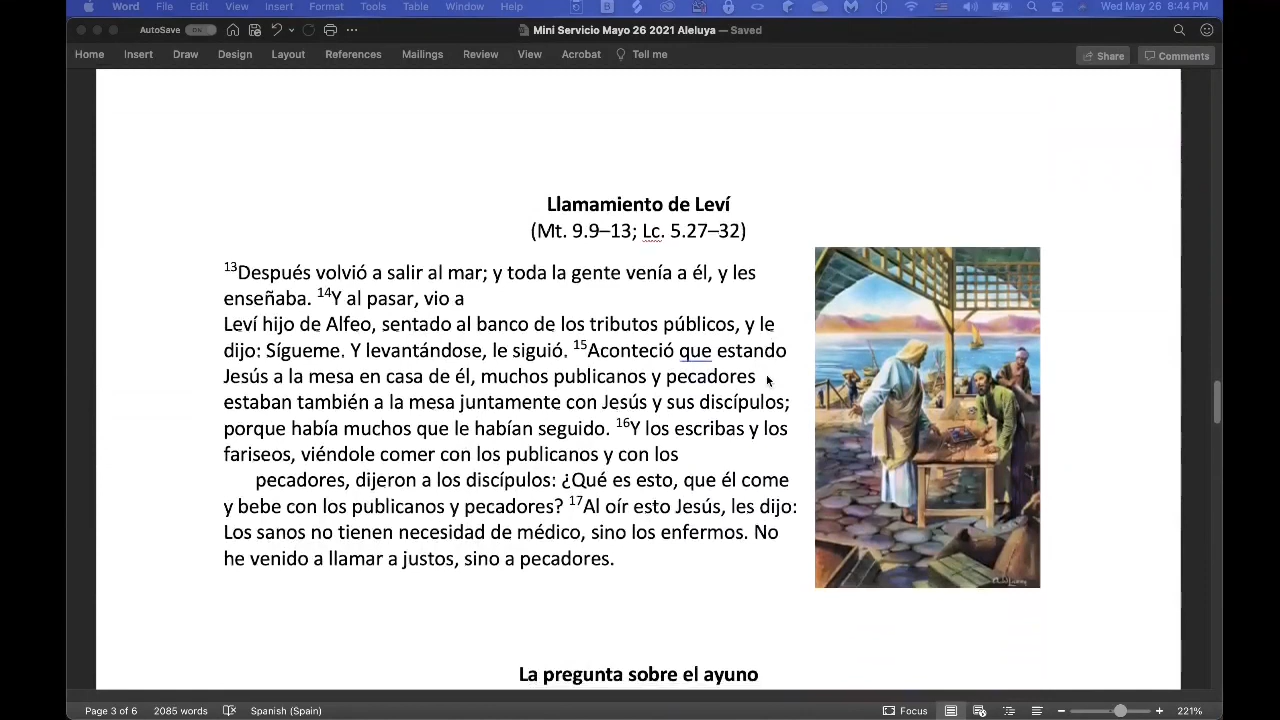 Word File Edit View Insert Format Tools Table Window Help Wed May 26 8:44 PM
AutoSave ON Mini Servicio Mayo 26 2021 Aleluya — Saved
Home Insert Draw Design Layout References Mailings Review View Acrobat Tell me Share Comments
Llamamiento de Leví
(Mt. 9.9–13; Lc. 5.27–32)
13Después volvió a salir al mar; y toda la gente venía a él, y les
enseñaba. 14Y al pasar, vio a
Leví hijo de Alfeo, sentado al banco de los tributos públicos, y le
dijo: Sígueme. Y levantándose, le siguió. 15Aconteció que estando
Jesús a la mesa en casa de él, muchos publicanos y pecadores
estaban también a la mesa juntamente con Jesús y sus discípulos;
porque había muchos que le habían seguido. 16Y los escribas y los
fariseos, viéndole comer con los publicanos y con los
pecadores, dijeron a los discípulos: ¿Qué es esto, que él come
y bebe con los publicanos y pecadores? 17Al oír esto Jesús, les dijo:
Los sanos no tienen necesidad de médico, sino los enfermos. No
he venido a llamar a justos, sino a pecadores.
La pregunta sobre el ayuno
Page 3 of 6 2085 words Spanish (Spain) Focus 221%